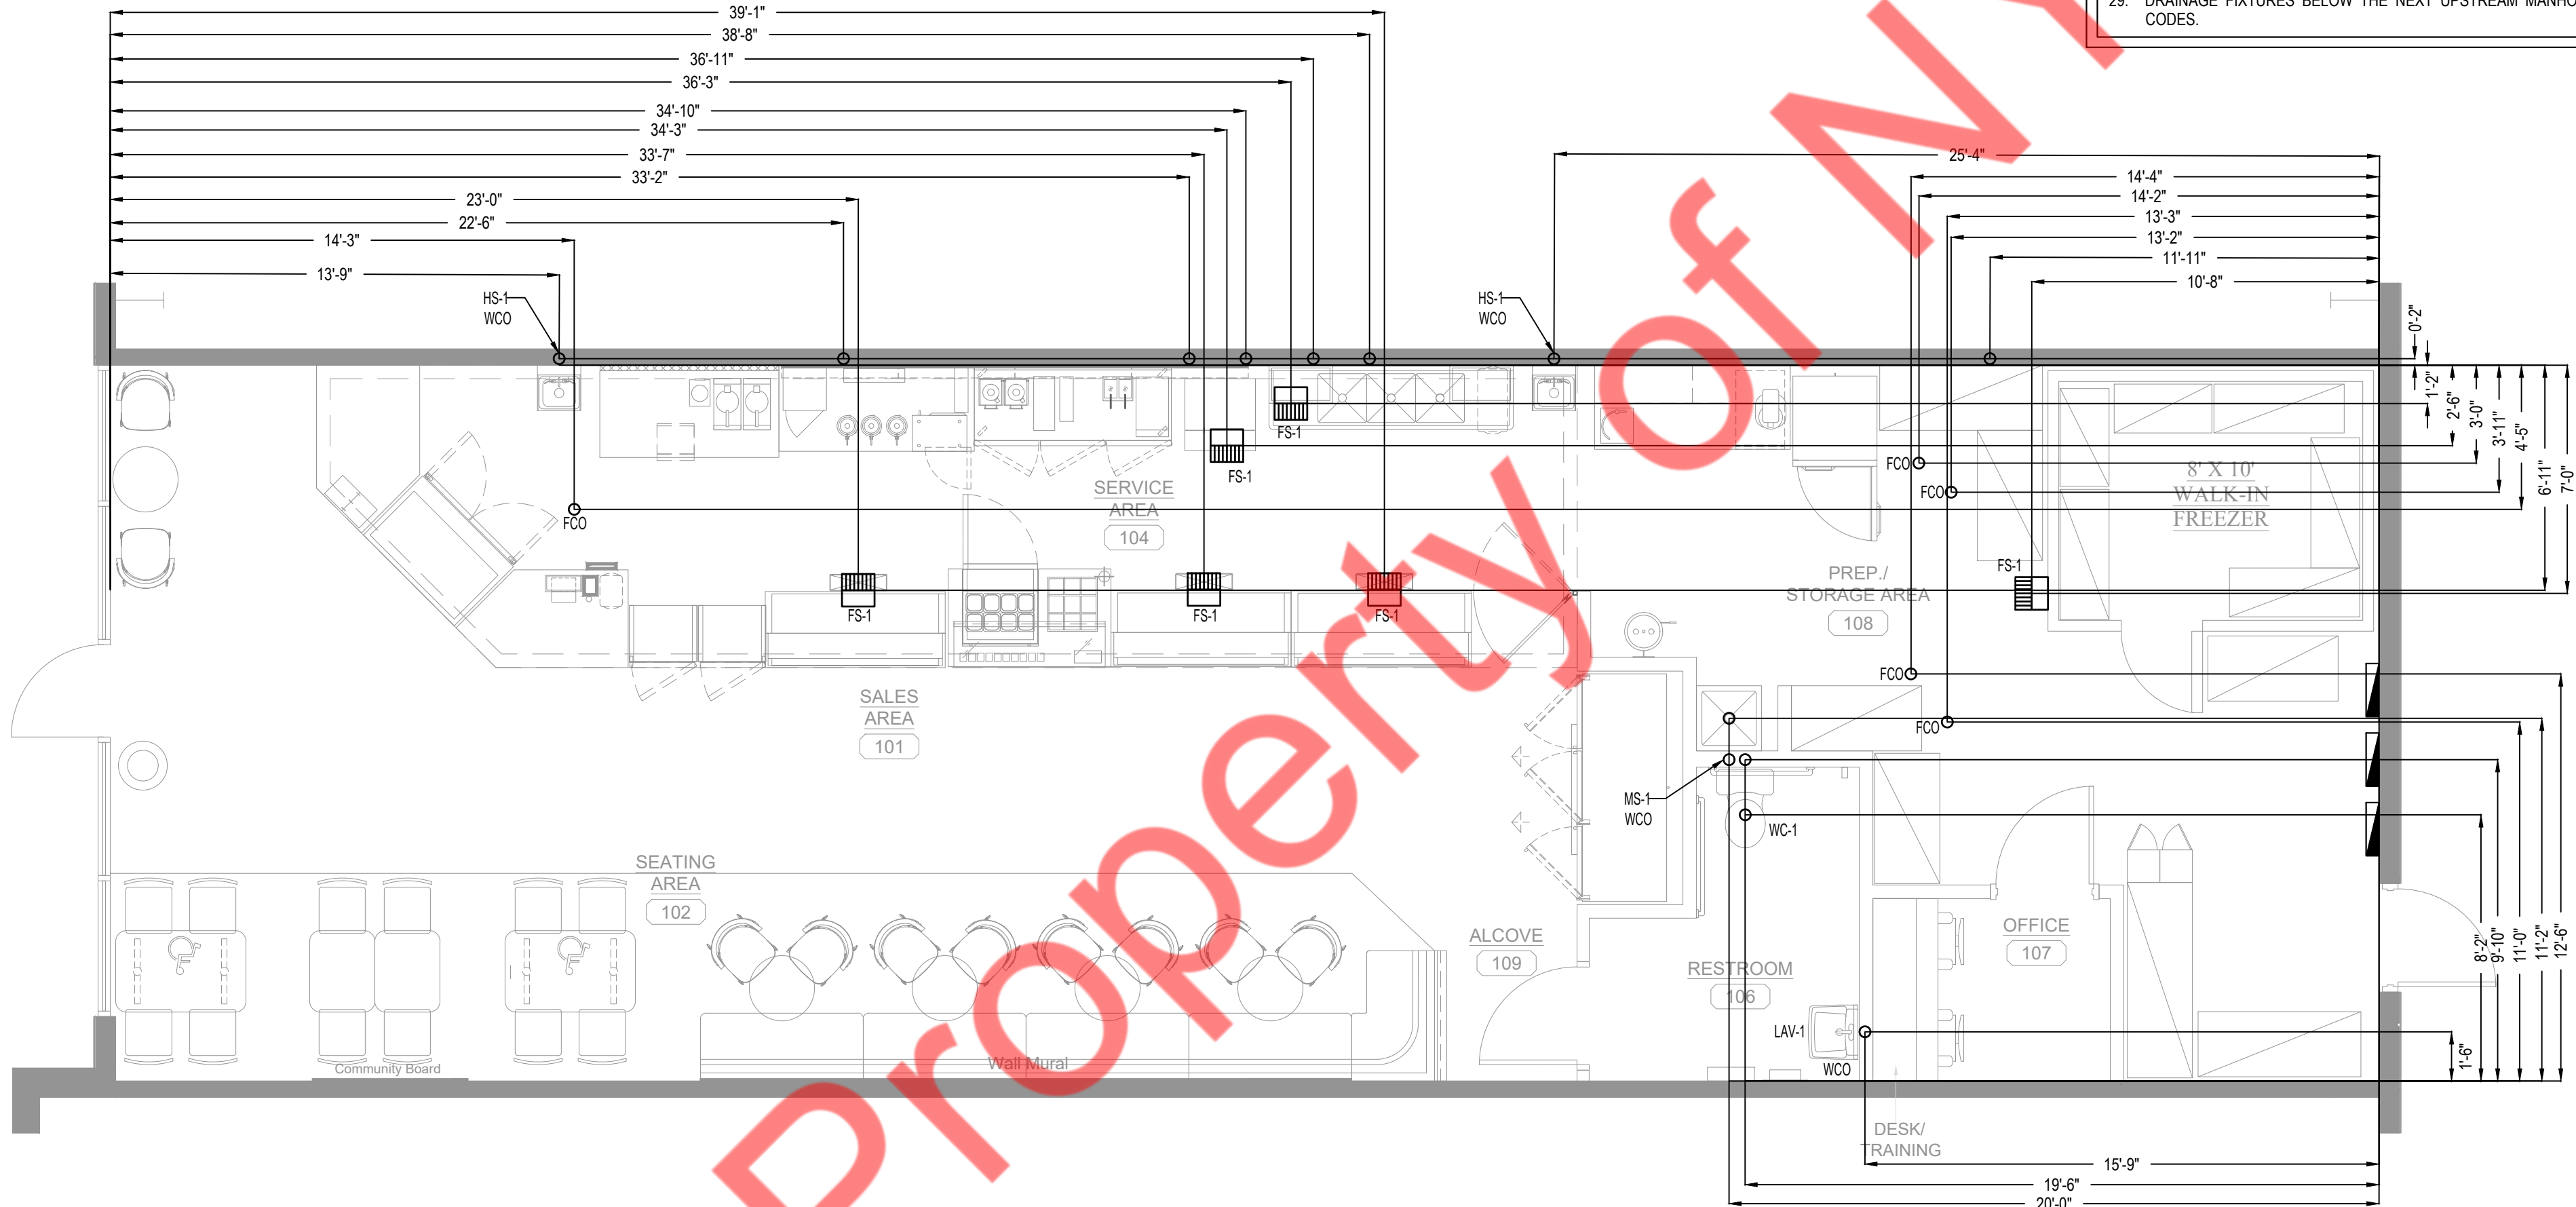 29. DRAINAGE FIXTURES BELOW THE NEXT UPSTREAM MANHO
CODES.
39'-1"
38'-8"
36'-11"
36'-3"
34'-10"
34'-3"
33'-7"
33'-2"
23'-0"
22'-6"
14'-3"
13'-9"
25'-4"
14'-4"
14'-2"
13'-3"
13'-2"
11'-11"
10'-8"
HS-1
WCO
HS-1
WCO
0'-2"
1'-2"
2'-6"
3'-0"
3'-11"
4'-5"
6'-11"
7'-0"
FS-1
FS-1
FCO
FCO
FCO
SERVICE
AREA
104
8' X 10'
WALK-IN
FREEZER
FS-1
PREP./
STORAGE AREA
108
FS-1
FS-1
FS-1
FCO
FCO
SALES
AREA
101
MS-1
WCO
WC-1
SEATING
AREA
102
ALCOVE
109
RESTROOM
106
OFFICE
107
8'-2"
9'-10"
11'-0"
11'-2"
12'-6"
LAV-1
WCO
1'-6"
Community Board
Wall Mural
DESK/
TRAINING
15'-9"
19'-6"
20'-0"
Property of NY